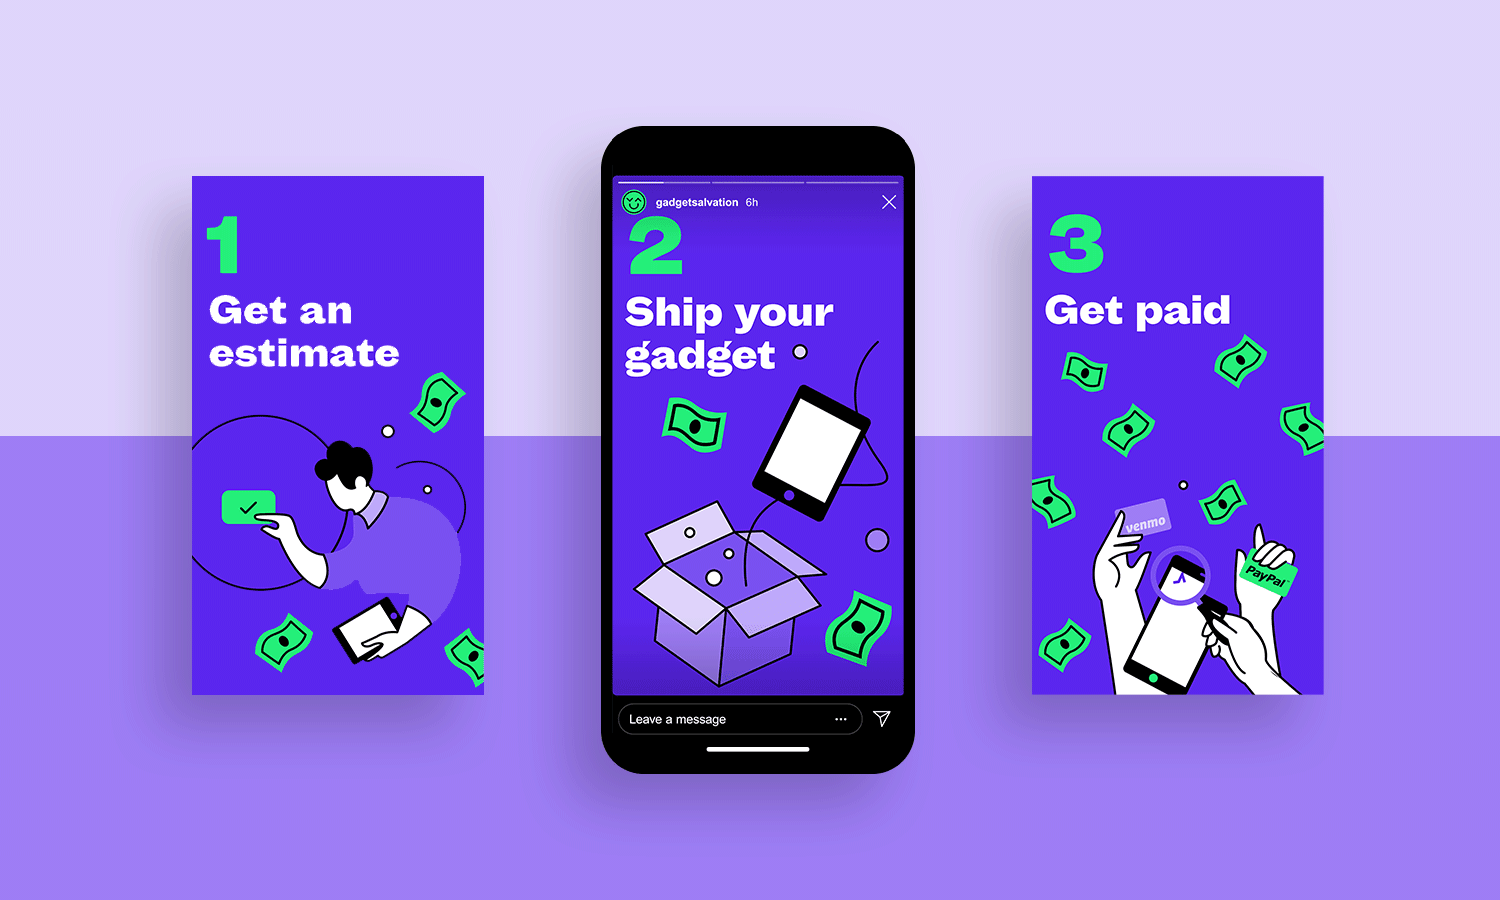 1
Get an
estimate
gadgetsalvation 6h
2
Ship your
gadget
Leave a message
3
Get paid
venmo
PayPal